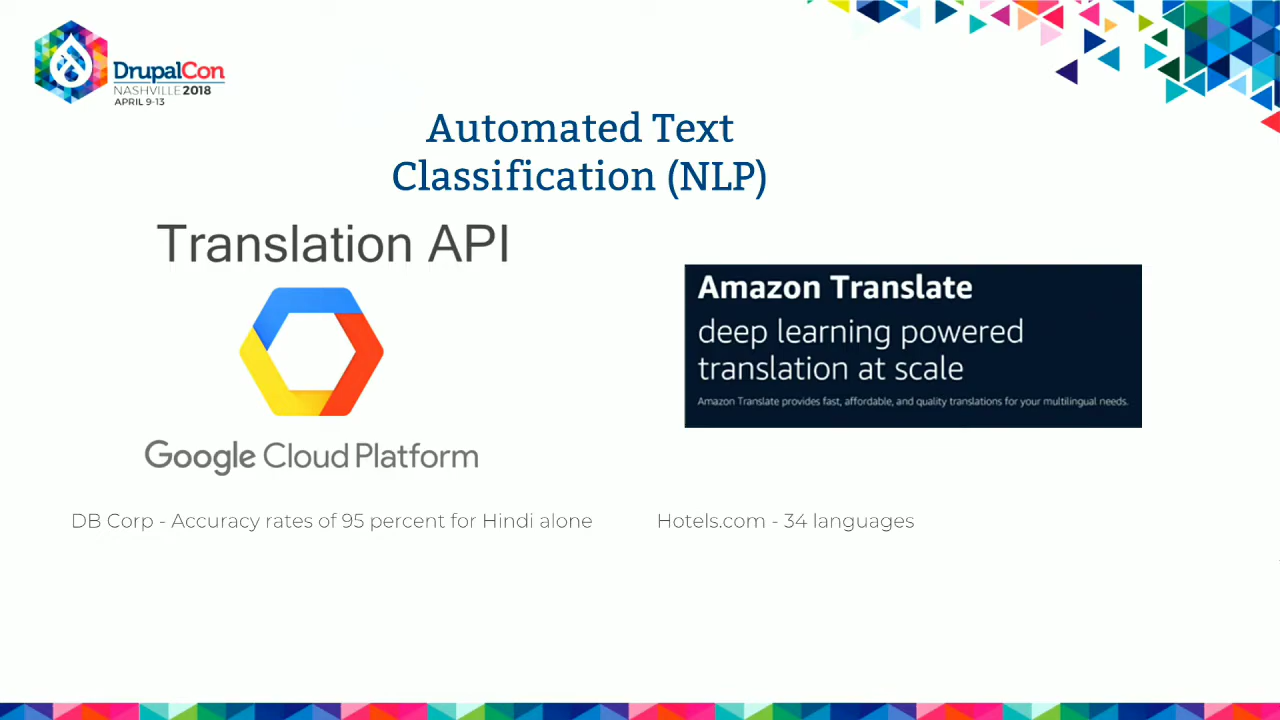 DrupalCon
NASHVILLE 2018
APRIL 9-13
Automated Text
Classification (NLP)
Translation API
Google Cloud Platform
DB Corp - Accuracy rates of 95 percent for Hindi alone
Amazon Translate
deep learning powered
translation at scale
Amazon Translate provides fast, affordable, and quality translations for your multilingual needs.
Hotels.com - 34 languages